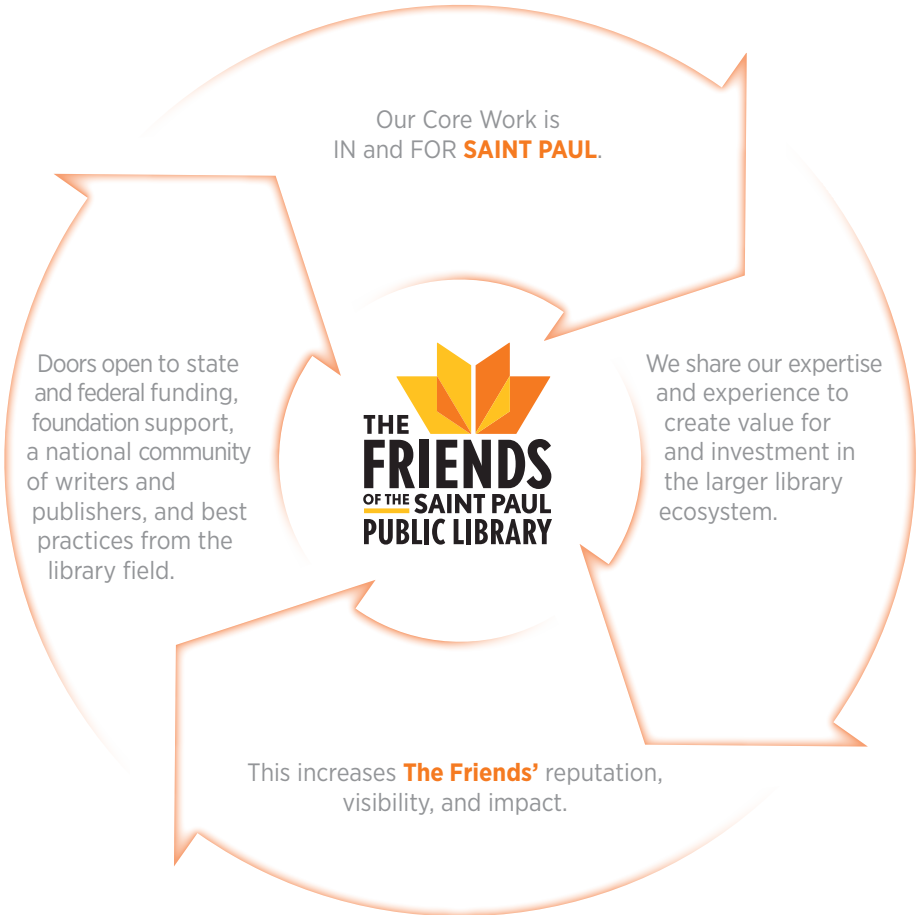 Our Core Work is
IN and FOR SAINT PAUL.
We share our expertise
and experience to
create value for
and investment in
the larger library
ecosystem.
This increases The Friends’ reputation,
visibility, and impact.
Doors open to state
and federal funding,
foundation support,
a national community
of writers and
publishers, and best
practices from the
library field.
THE
FRIENDS
OF THE SAINT PAUL
PUBLIC LIBRARY